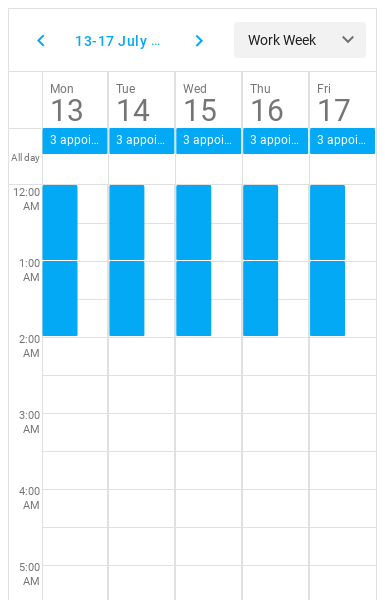 13-17 July ...
Work Week
Mon
13
Tue
14
Wed
15
Thu
16
Fri
17
All day
3 appoi...
3 appoi...
3 appoi...
3 appoi...
3 appoi...
12:00
AM
1:00
AM
2:00
AM
3:00
AM
4:00
AM
5:00
AM